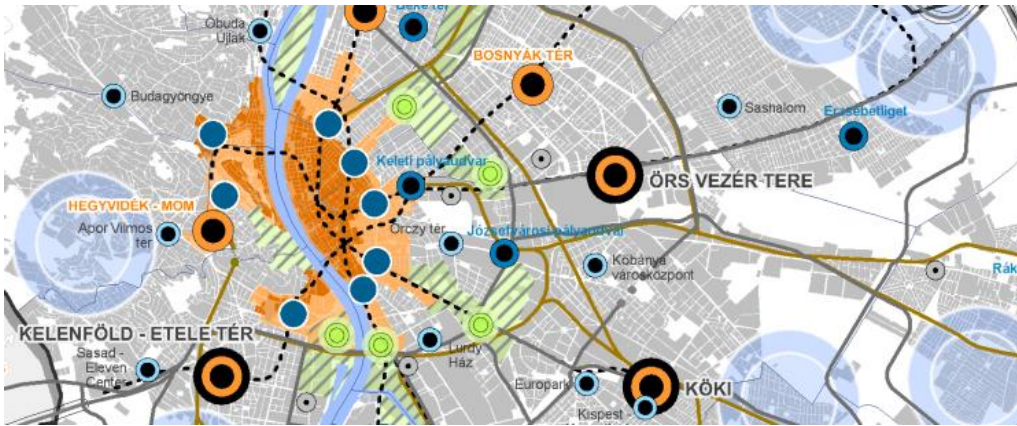 Óbuda
Újlak
Béke tér
BOSNYÁK TÉR
Budagyöngye
Sashalom
Erzsébetliget
Keleti pályaudvar
ÖRS VEZÉR TERE
HEGYVIDÉK - MOM
Apor Vilmos
tér
Orczy tér
Józsefvárosi pályaudvar
Kőbánya
városközpont
Rák
KELENFÖLD - ETELE TÉR
Sasad -
Eleven
Center
Lurdy
Ház
Europark
KÖKI
Kispest -